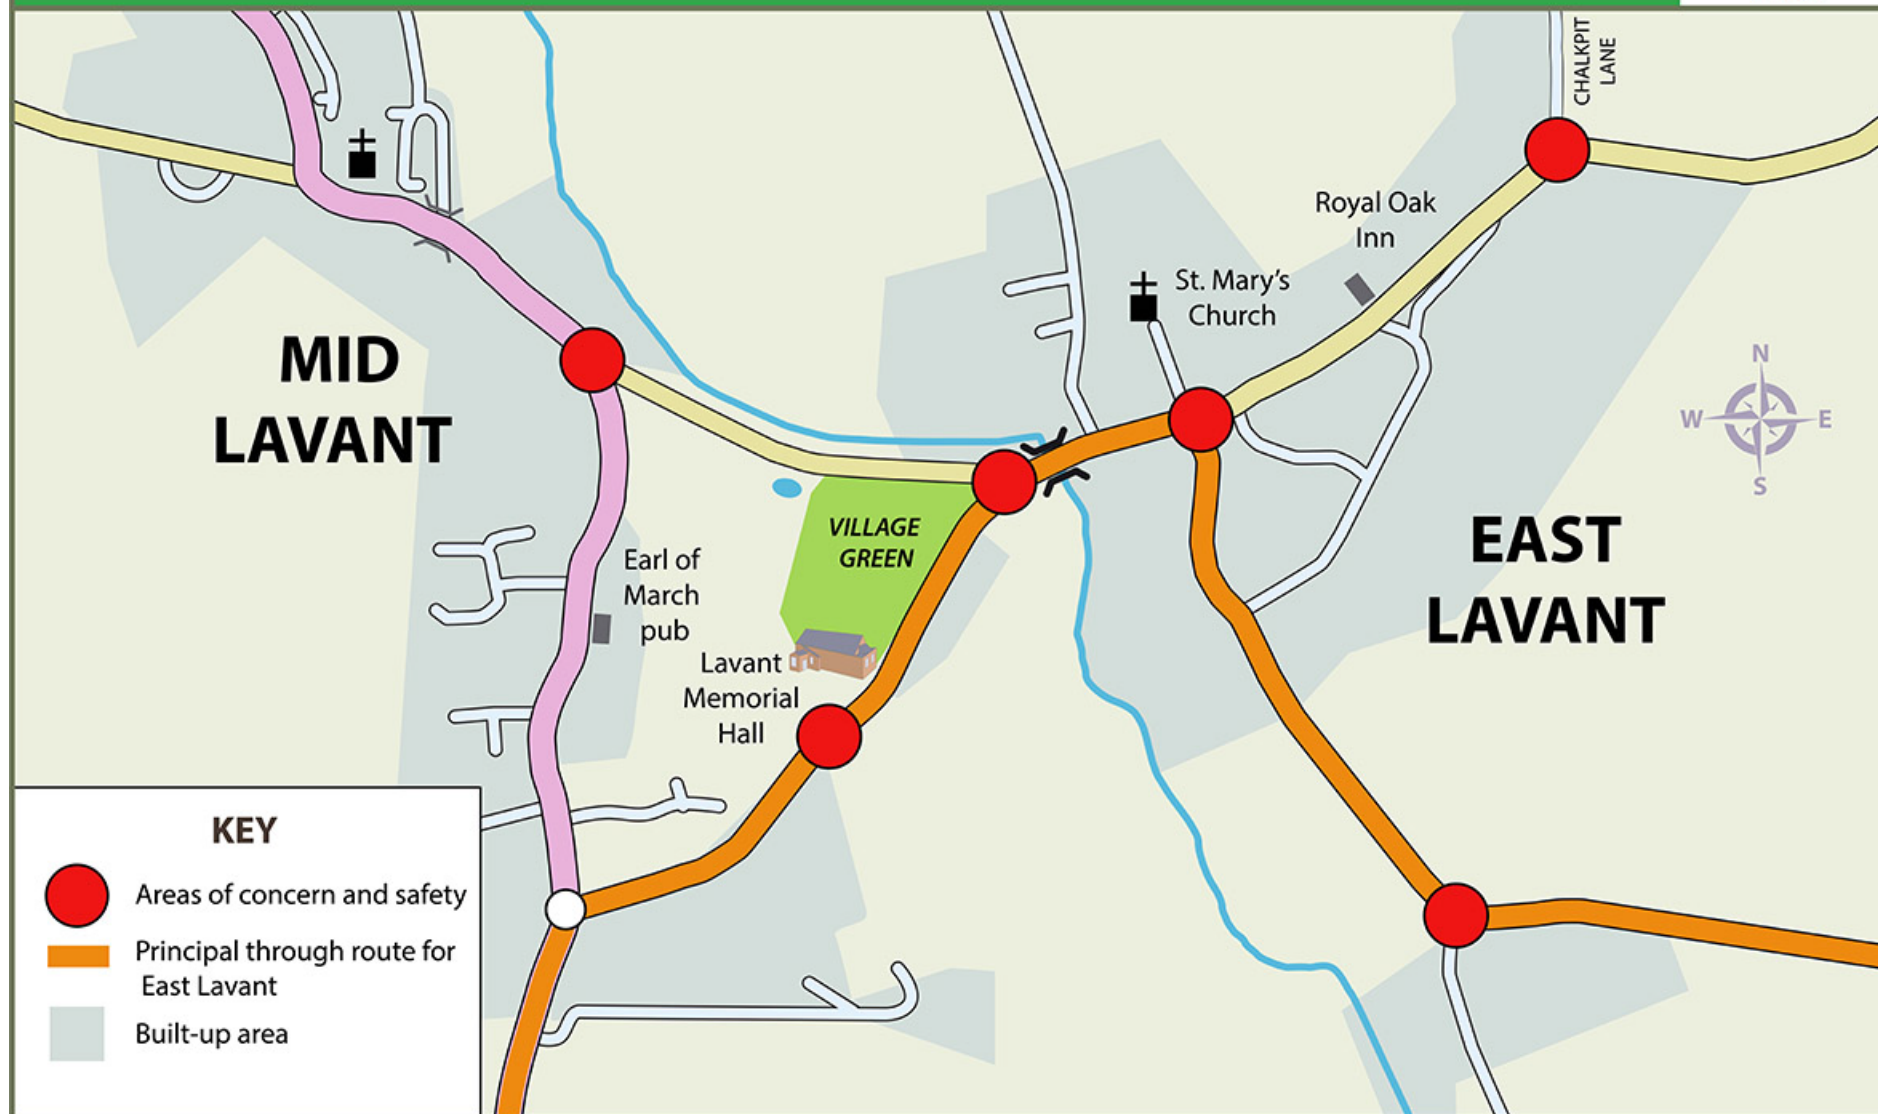 CHALKPIT
LANE
Royal Oak
Inn
St. Mary's
Church
MID
LAVANT
N
W
E
S
VILLAGE
GREEN
EAST
LAVANT
Earl of
March
pub
Lavant
Memorial
Hall
KEY
Areas of concern and safety
Principal through route for
East Lavant
Built-up area